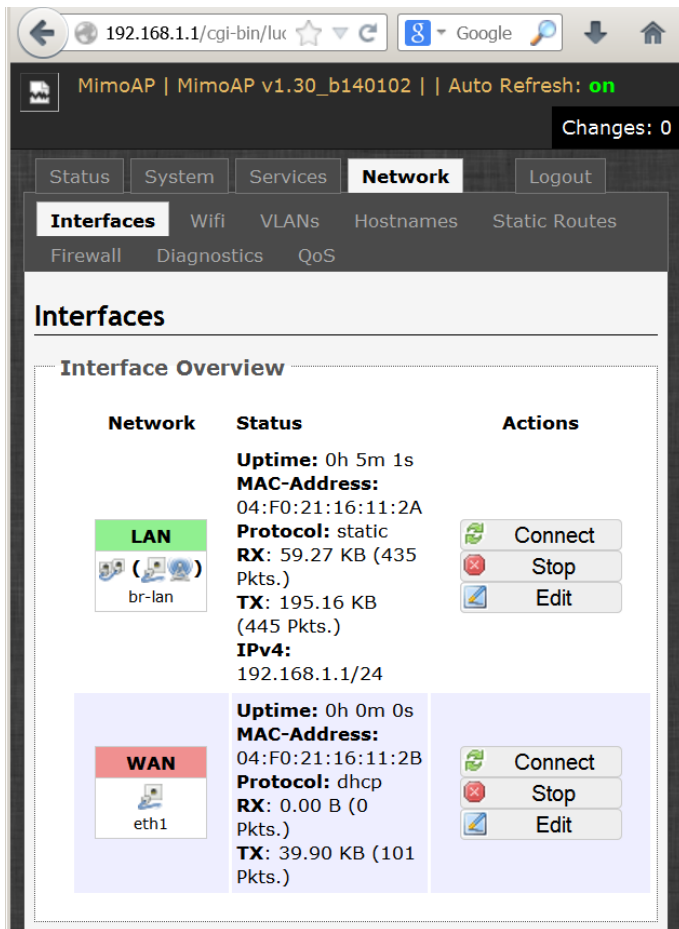 192.168.1.1/cgi-bin/luc
8 Google
MimoAP | MimoAP v1.30_b140102 | | Auto Refresh: on
Changes: 0
Status System Services Network Logout
Interfaces Wifi VLANs Hostnames Static Routes
Firewall Diagnostics QoS
Interfaces
Interface Overview
Network Status Actions
LAN
br-lan
Uptime: 0h 5m 1s
MAC-Address:
04:F0:21:16:11:2A
Protocol: static
RX: 59.27 KB (435
Pkts.)
TX: 195.16 KB
(445 Pkts.)
IPv4:
192.168.1.1/24
Connect
Stop
Edit
WAN
eth1
Uptime: 0h 0m 0s
MAC-Address:
04:F0:21:16:11:2B
Protocol: dhcp
RX: 0.00 B (0
Pkts.)
TX: 39.90 KB (101
Pkts.)
Connect
Stop
Edit